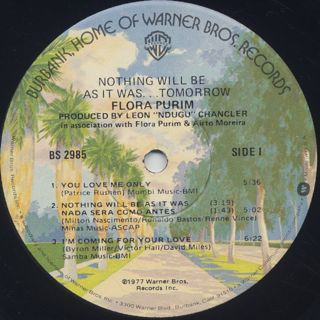 BURBANK, HOME OF WARNER BROS. RECORDS
WB
NOTHING WILL BE
AS IT WAS...TOMORROW
FLORA PURIM
PRODUCED BY LEON "NDUGU" CHANCLER
in association with Flora Purim & Airto Moreira
BS 2985
SIDE 1
1. YOU LOVE ME ONLY 5:36
(Patrice Rushen) Mumbi Music-BMI
2. NOTHING WILL BE AS IT WAS (3:19)
NADA SERA COMO ANTES (1:43) 5:02
(Milton Nascimento/Ronaldo Bastos/Renne Vincent)
Minas Music-ASCAP
3. I'M COMING FOR YOUR LOVE 6:22
(Byron Miller/Victor Hall/David Miles)
Samba Music-BMI
©1977 Warner Bros.
Records Inc.